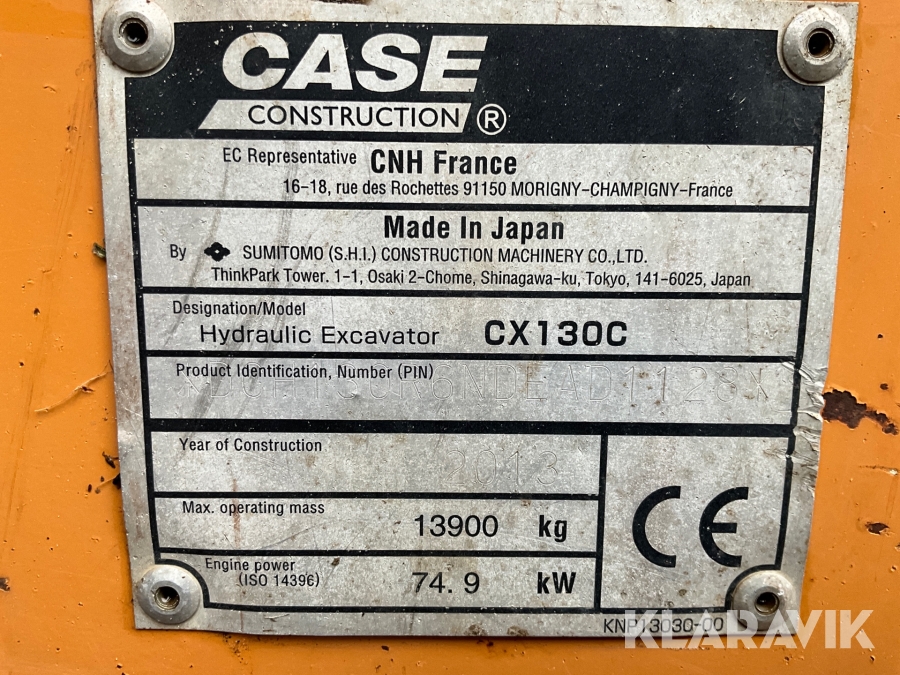 CASE
CONSTRUCTION ®
EC Representative CNH France
16-18, rue des Rochettes 91150 MORIGNY-CHAMPIGNY-France
Made In Japan
By SUMITOMO (S.H.I.) CONSTRUCTION MACHINERY CO.,LTD.
ThinkPark Tower. 1-1, Osaki 2-Chome, Shinagawa-ku, Tokyo, 141-6025, Japan
Designation/Model
Hydraulic Excavator CX130C
Product Identification, Number (PIN)
Year of Construction
2013
Max. operating mass
13900 kg
Engine power
(ISO 14396) 74.9 kW
CE
KNP13030-00
KLARAVIK